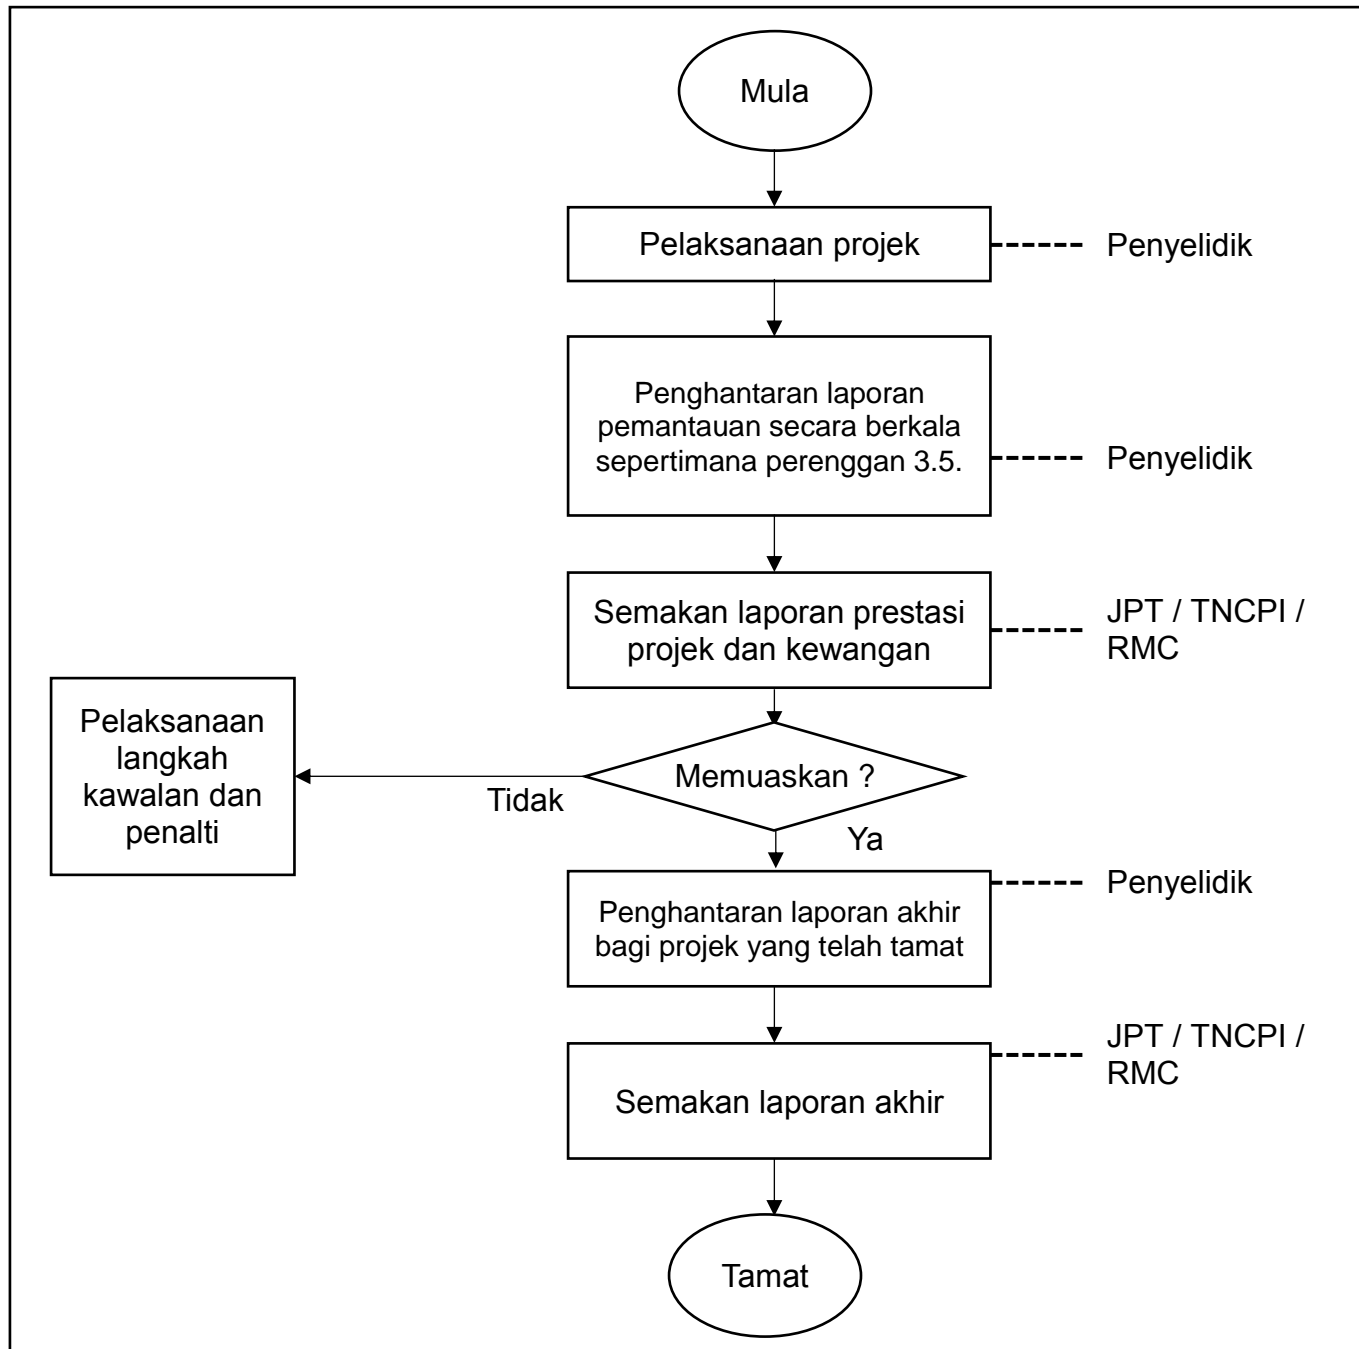 Mula
Pelaksanaan projek
Penyelidik
Penghantaran laporan
pemantauan secara berkala
sepertimana perenggan 3.5.
Penyelidik
Semakan laporan prestasi
projek dan kewangan
JPT / TNCPI /
RMC
Memuaskan ?
Tidak
Pelaksanaan
langkah
kawalan dan
penalti
Ya
Penghantaran laporan akhir
bagi projek yang telah tamat
Penyelidik
Semakan laporan akhir
JPT / TNCPI /
RMC
Tamat